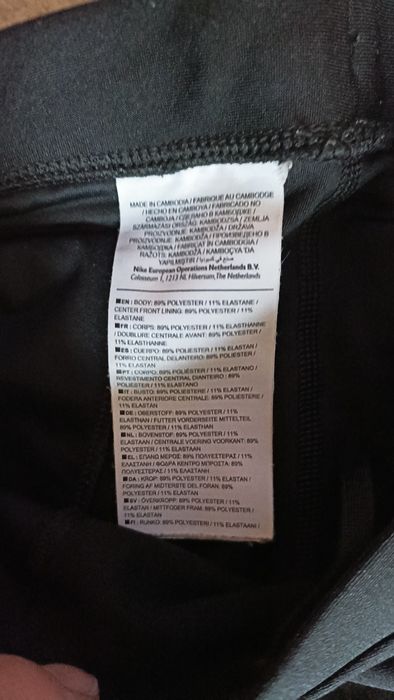 MADE IN CAMBODIA / FABRIQUÉ AU CAMBODGE
/ HECHO EN CAMBOYA / FABRICADO NO
CAMBOJA / СДЕЛАНО В КАМБОДЖЕ /
SZÁRMAZÁSI ORSZÁG: KAMBODZSA / ZEMLJA
PROIZVODNJE: KAMBODŽA / DRŽAVA
PROIZVODNJE: KAMBODŽA / ПРОИЗВЕДЕНО В
КАМБОДЖА / FABRICAT ÎN CAMBODGIA /
RAŽOTS: KAMBODŽĀ / KAMBOÇYA'DA
YAPILMIŞTIR /
Nike European Operations Netherlands B.V.
Colosseum 1, 1213 NL Hilversum, The Netherlands
EN: BODY: 89% POLYESTER / 11% ELASTANE /
CENTER FRONT LINING: 89% POLYESTER / 11%
ELASTANE
FR: CORPS: 89% POLYESTER / 11% ÉLASTHANNE
/ DOUBLURE CENTRALE AVANT: 89% POLYESTER /
11% ÉLASTHANNE
ES: CUERPO: 89% POLIÉSTER / 11% ELASTÁN /
FORRO CENTRAL DELANTERO: 89% POLIÉSTER /
11% ELASTÁN
PT: CORPO: 89% POLIÉSTER / 11% ELASTANO /
REVESTIMENTO CENTRAL DIANTEIRO: 89%
POLIÉSTER / 11% ELASTANO
IT: BUSTO: 89% POLIESTERE / 11% ELASTAN /
FODERA ANTERIORE CENTRALE: 89% POLIESTERE /
11% ELASTAN
DE: OBERSTOFF: 89% POLYESTER / 11%
ELASTHAN / FUTTER VORDERSEITE MITTELTEIL:
89% POLYESTER / 11% ELASTHAN
NL: BOVENSTOF: 89% POLYESTER / 11%
ELASTAAN / CENTRALE VOERING VOORKANT: 89%
POLYESTER / 11% ELASTAAN
EL: ΕΠΑΝΩ ΜΕΡΟΣ: 89% ΠΟΛΥΕΣΤΕΡΑΣ / 11%
ΕΛΑΣΤΑΝΗ / ΦΟΔΡΑ ΚΕΝΤΡΟ ΜΠΡΟΣΤΑ: 89%
ΠΟΛΥΕΣΤΕΡΑΣ / 11% ΕΛΑΣΤΑΝΗ
DA: KROP: 89% POLYESTER / 11% ELASTAN /
FORING AF MIDTERSTE DEL FORAN: 89%
POLYESTER / 11% ELASTAN
SV: ÖVERKROPP: 89% POLYESTER / 11%
ELASTAN / MITTFODER FRAM: 89% POLYESTER /
11% ELASTAN
FI: RUNKO: 89% POLYESTERI / 11% ELASTAANI /